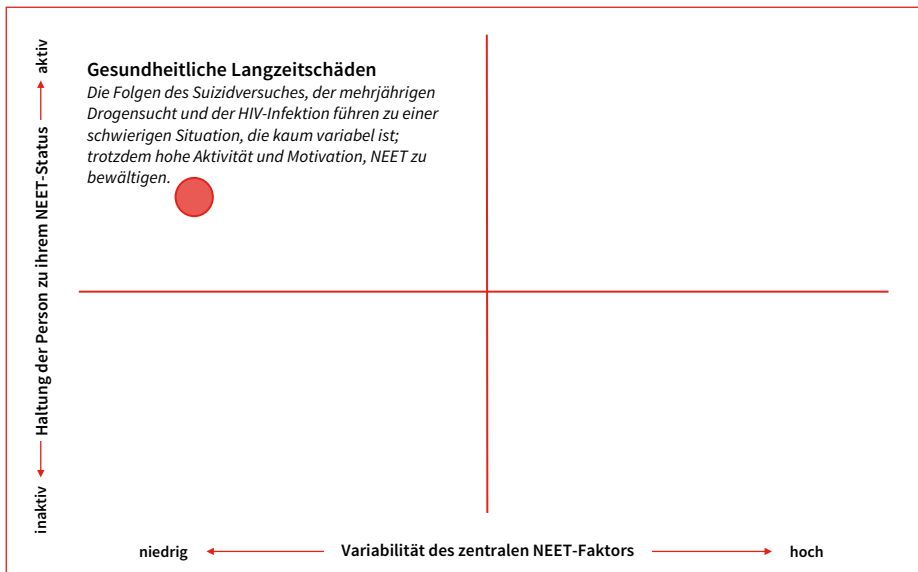 Gesundheitliche Langzeitschäden
Die Folgen des Suizidversuches, der mehrjährigen
Drogensucht und der HIV-Infektion führen zu einer
schwierigen Situation, die kaum variabel ist;
trotzdem hohe Aktivität und Motivation, NEET zu
bewältigen.
aktiv
Haltung der Person zu ihrem NEET-Status
inaktiv
niedrig
Variabilität des zentralen NEET-Faktors
hoch